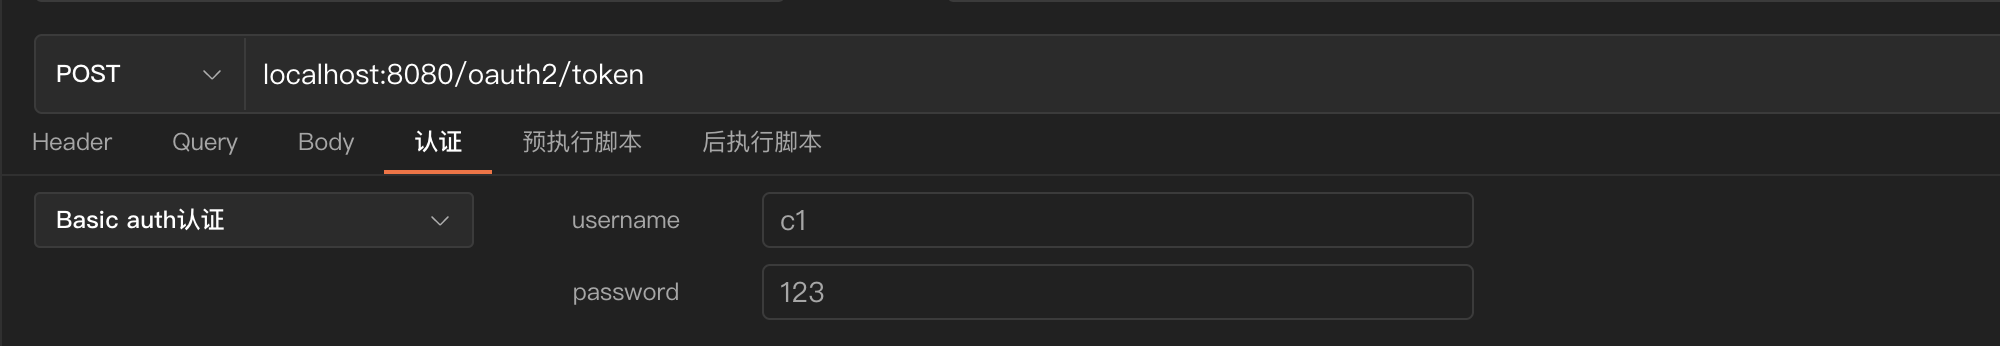 POST localhost:8080/oauth2/token
Header Query Body 认证 预执行脚本 后执行脚本
Basic auth认证 username c1
password 123